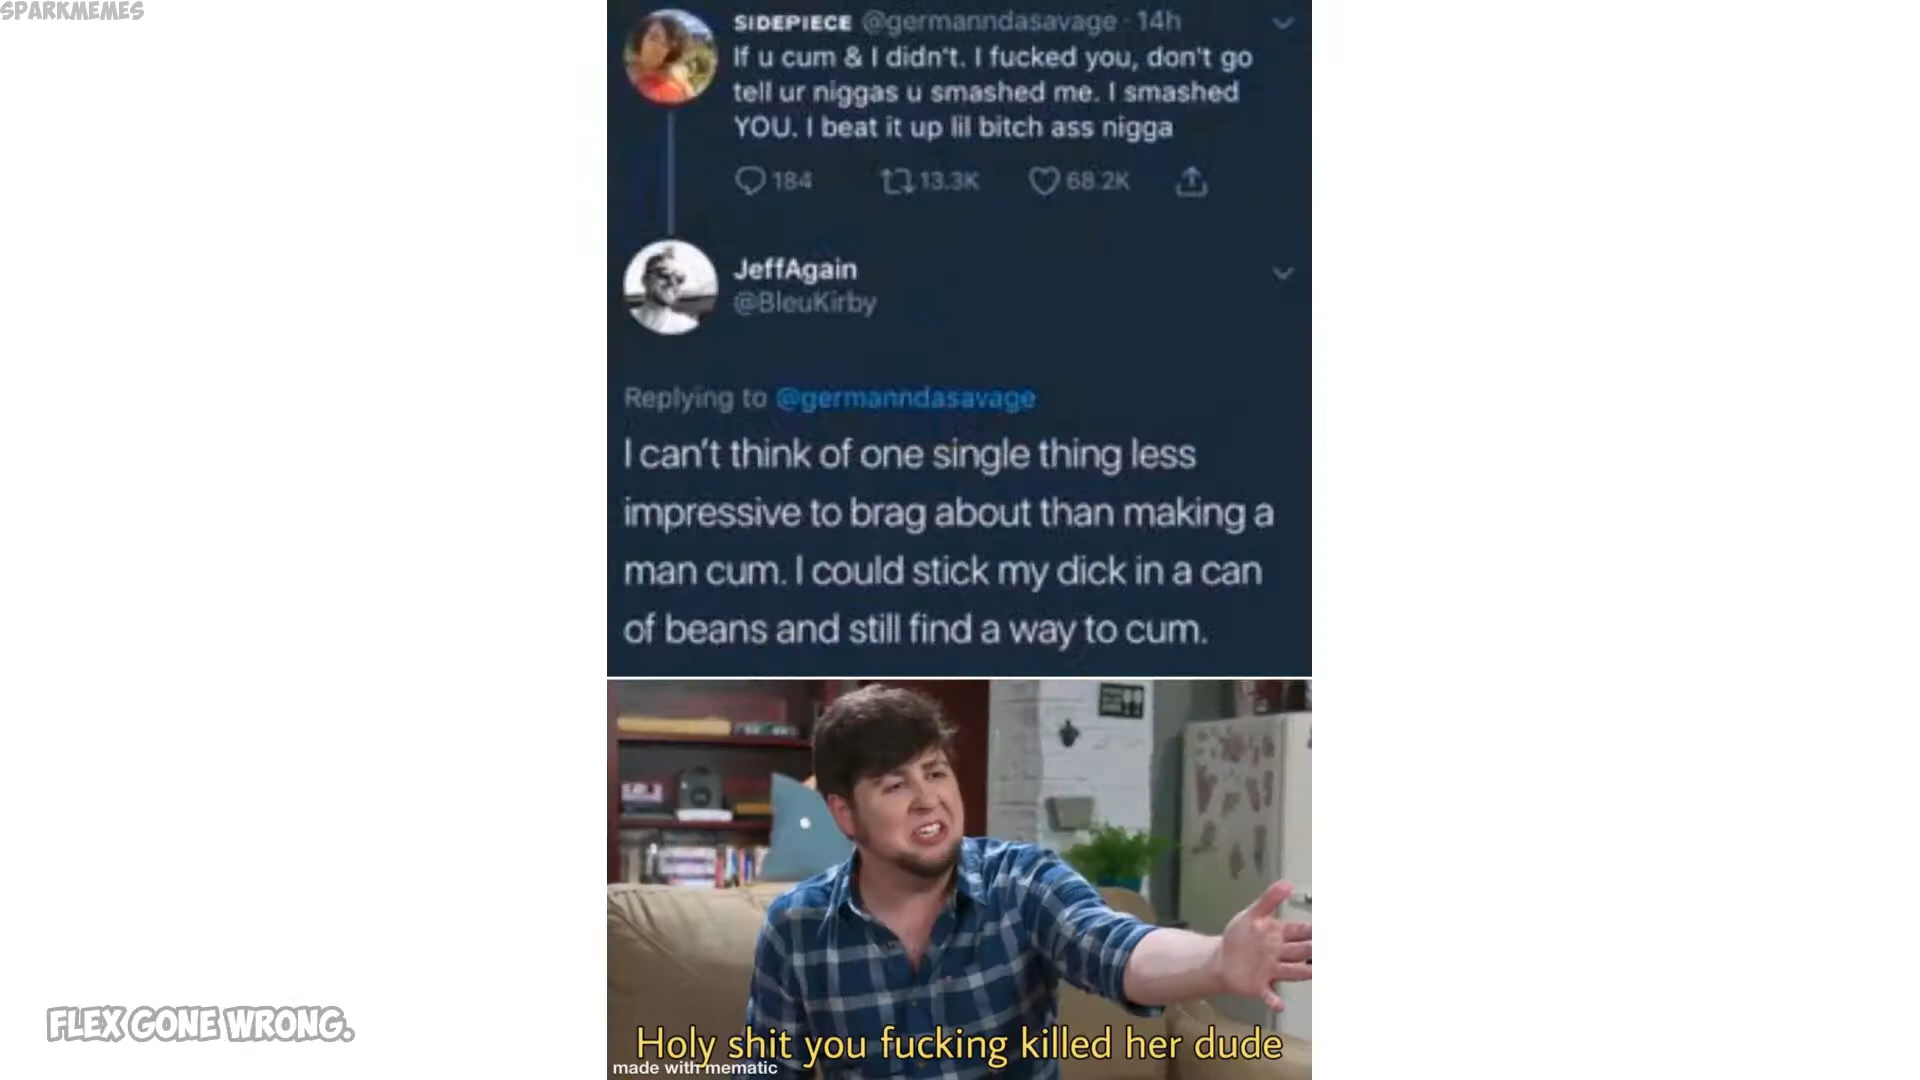 SPARKMEMES
SIDEPIECE @germanndasavage · 14h
If u cum & I didn't. I fucked you, don't go
tell ur niggas u smashed me. I smashed
YOU. I beat it up lil bitch ass nigga
184 13.3K 68.2K
JeffAgain
@BleuKirby
Replying to @germanndasavage
I can't think of one single thing less
impressive to brag about than making a
man cum. I could stick my dick in a can
of beans and still find a way to cum.
FLEX GONE WRONG.
Holy shit you fucking killed her dude
made with mematic